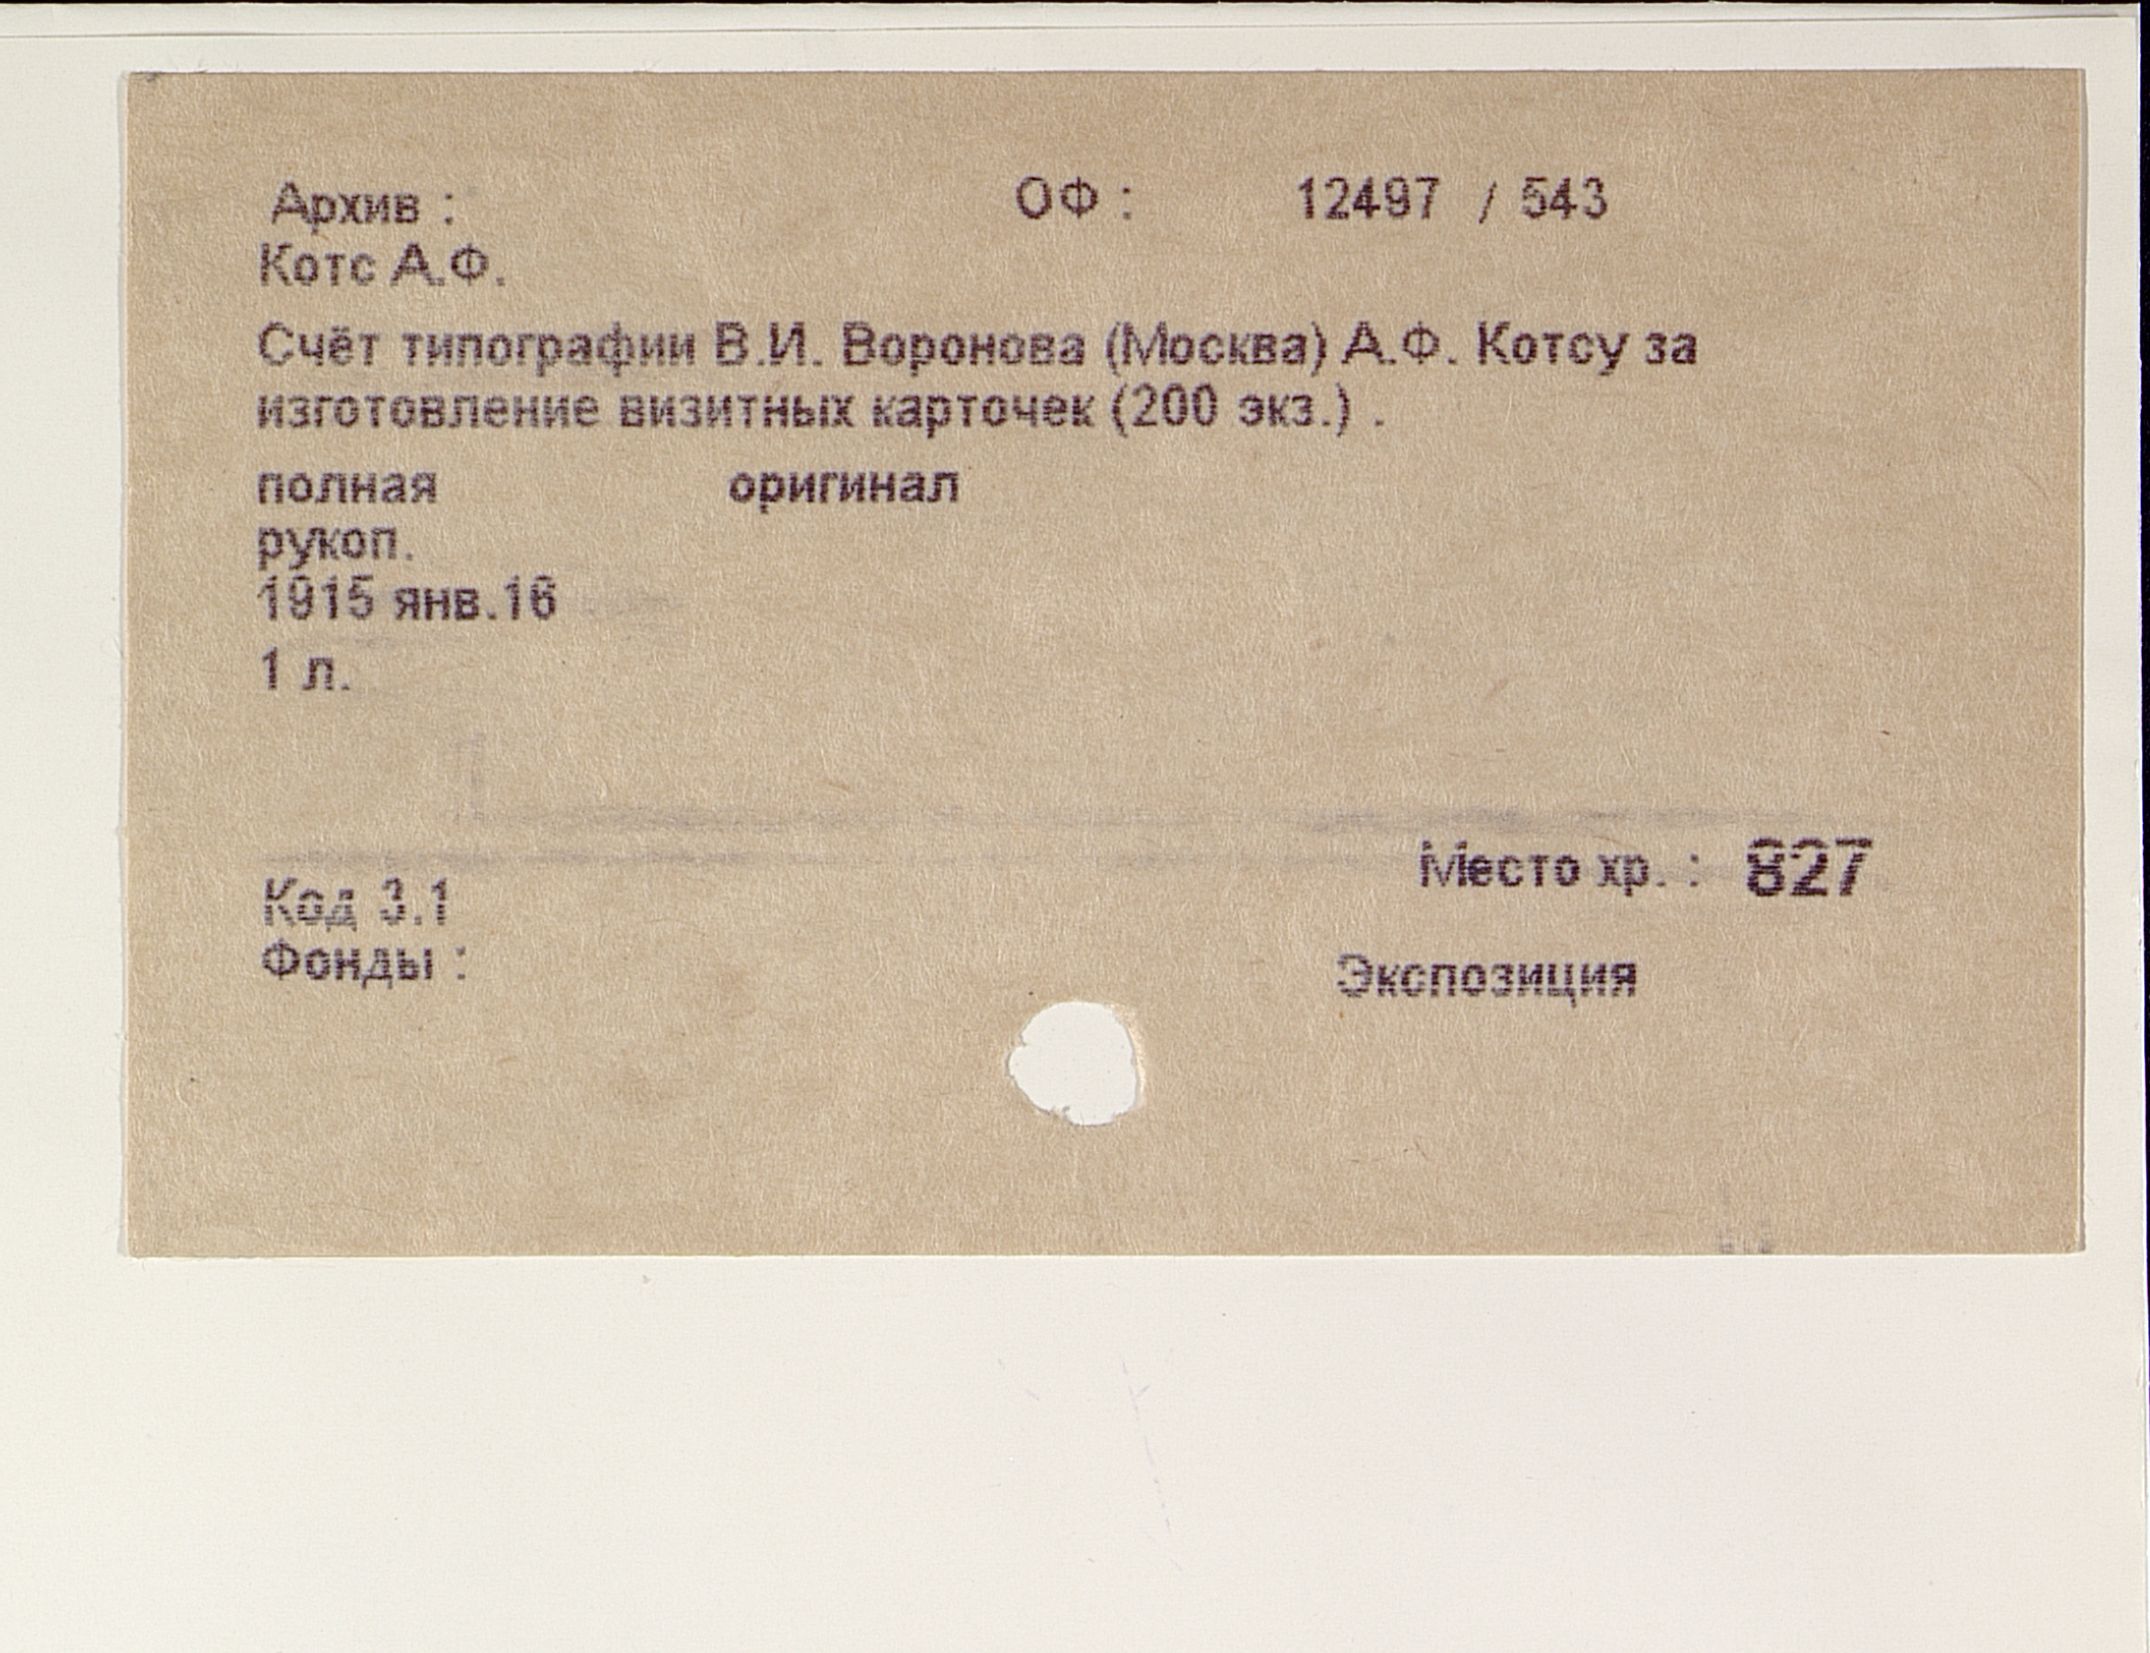 Архив : ОФ : 12497 / 543
Котс А.Ф.
Счёт типографии В.И. Воронова (Москва) А.Ф. Котсу за
изготовление визитных карточек (200 экз.) .
полная оригинал
рукоп.
1915 янв.16
1 л.
Место хр. : 827
Код 3.1
Фонды : Экспозиция